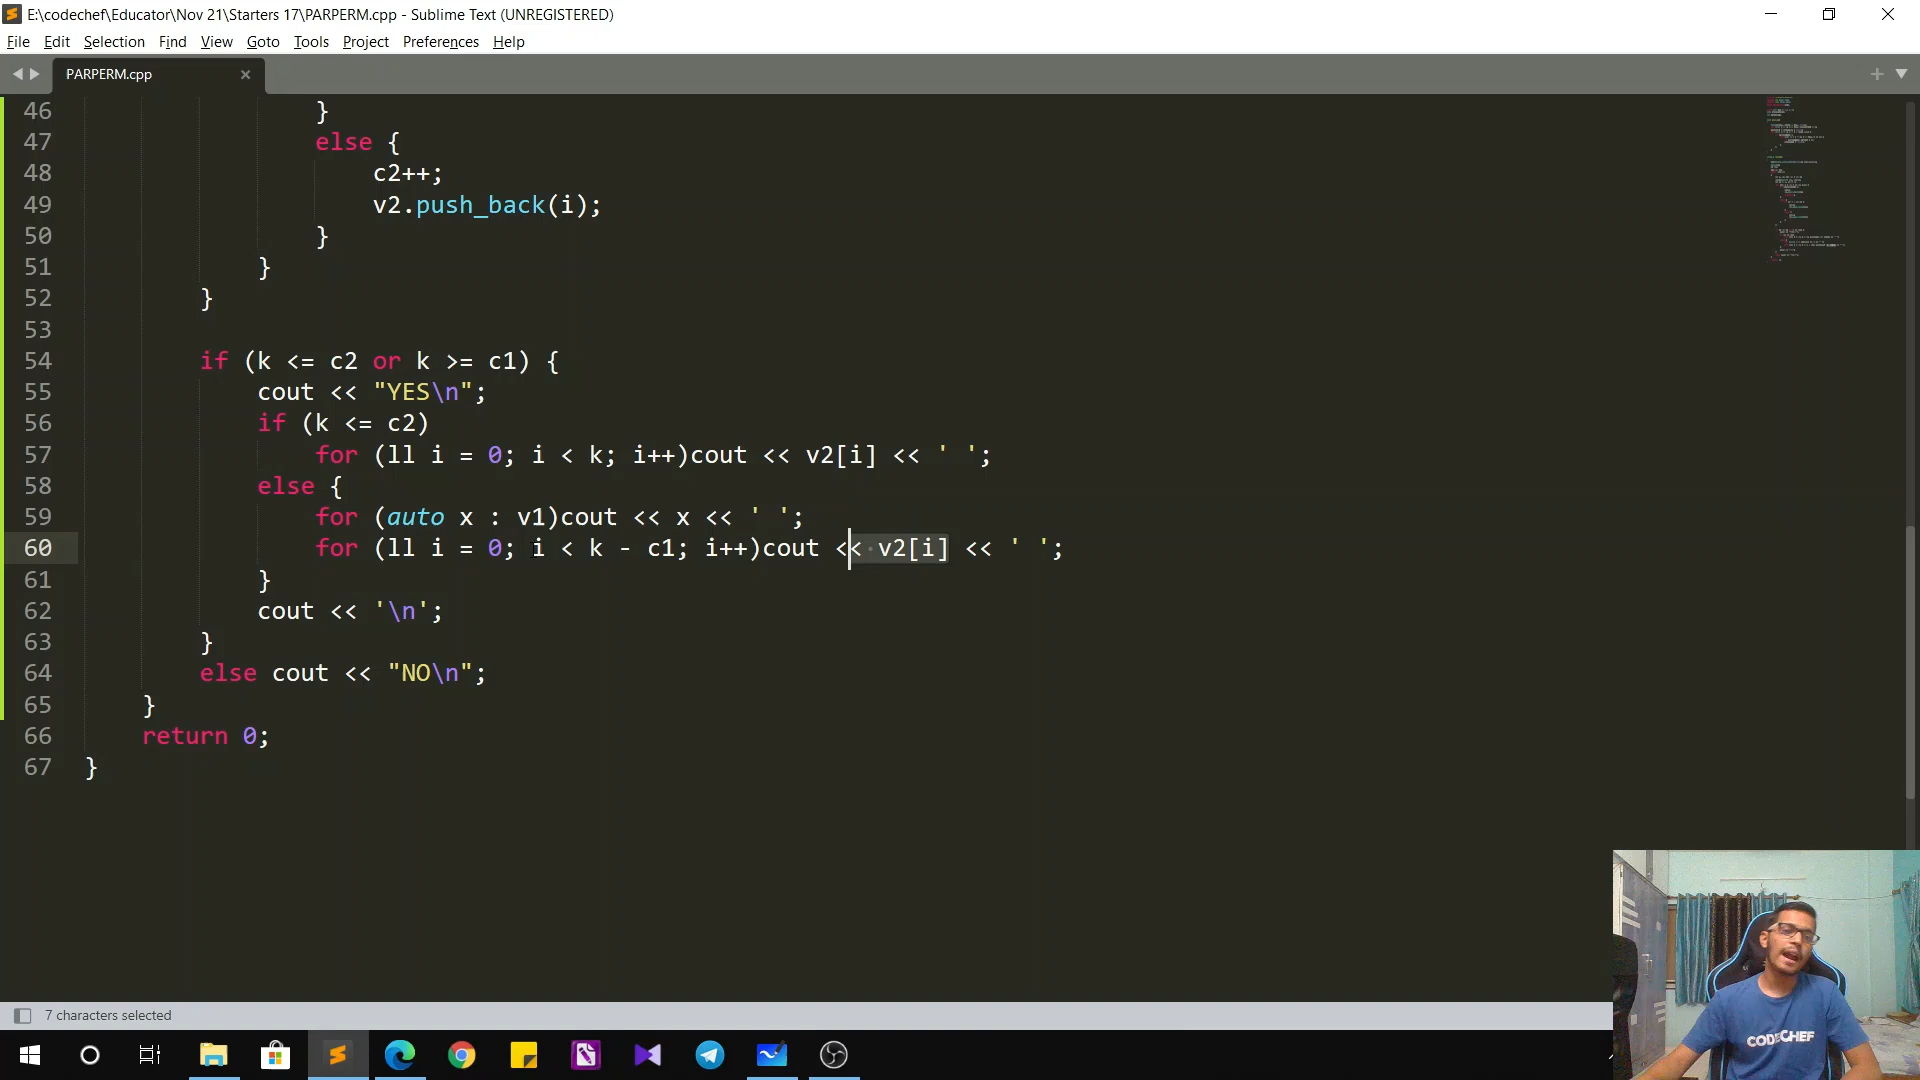 E:\codechef\Educator\Nov 21\Starters 17\PARPERM.cpp - Sublime Text (UNREGISTERED)
File Edit Selection Find View Goto Tools Project Preferences Help
PARPERM.cpp
46 }
47 else {
48 c2++;
49 v2.push_back(i);
50 }
51 }
52 }
53
54 if (k <= c2 or k >= c1) {
55 cout << "YES\n";
56 if (k <= c2)
57 for (ll i = 0; i < k; i++)cout << v2[i] << ' ';
58 else {
59 for (auto x : v1)cout << x << ' ';
60 for (ll i = 0; i < k - c1; i++)cout << v2[i] << ' ';
61 }
62 cout << '\n';
63 }
64 else cout << "NO\n";
65 }
66 return 0;
67 }
7 characters selected
CODECHEF